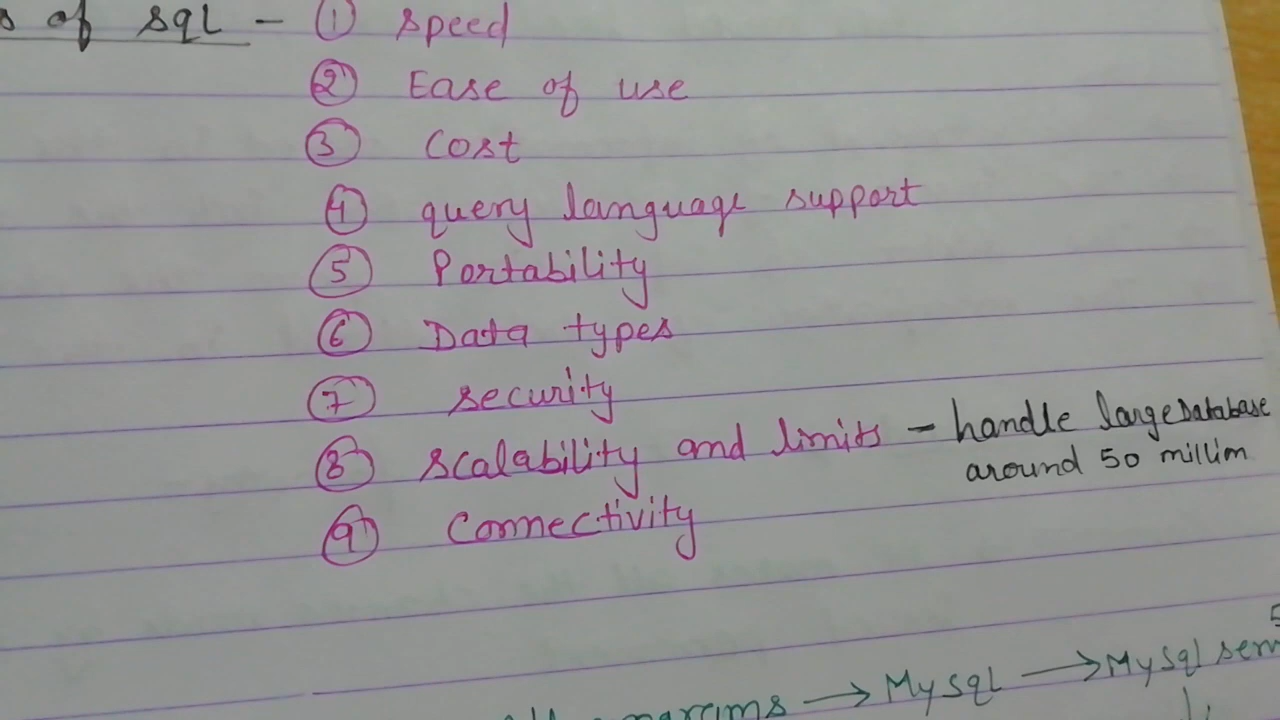 of sql - ① speed
② Ease of use
③ Cost
④ query language support
⑤ Portability
⑥ Data types
⑦ security
⑧ scalability and limits - handle large Database
around 50 million
⑨ Connectivity
→ Mysql → Mysql